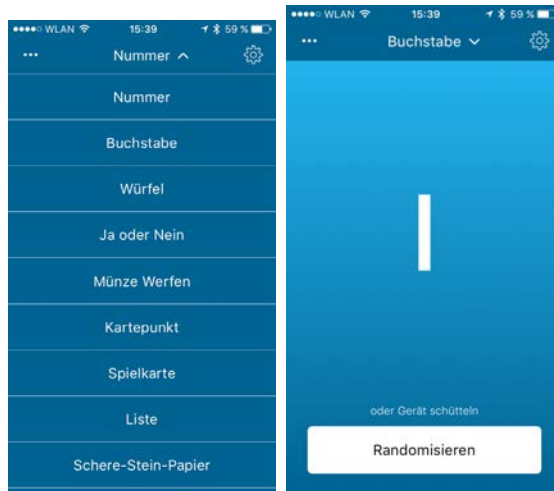 WLAN 15:39 59 %
Nummer
Nummer
Buchstabe
Würfel
Ja oder Nein
Münze Werfen
Kartepunkt
Spielkarte
Liste
Schere-Stein-Papier
WLAN 15:39 59 %
Buchstabe
I
oder Gerät schütteln
Randomisieren